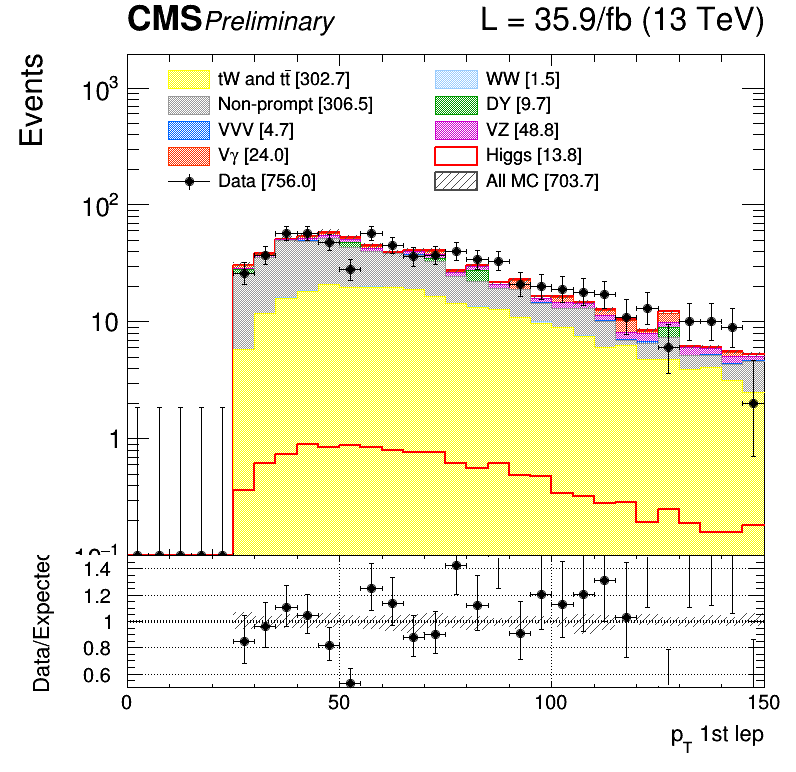 CMS Preliminary L = 35.9/fb (13 TeV)
Events
10³
10²
10
1
10⁻¹
tW and tt̄ [302.7]
Non-prompt [306.5]
VVV [4.7]
Vγ [24.0]
Data [756.0]
WW [1.5]
DY [9.7]
VZ [48.8]
Higgs [13.8]
All MC [703.7]
Data/Expected
1.4
1.2
1
0.8
0.6
0 50 100 150
p_T 1st lep